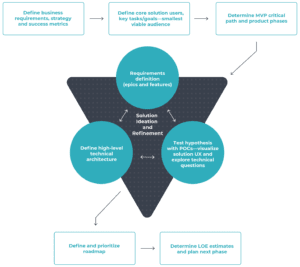 Define business
requirements, strategy
and success metrics
Define core solution users,
key tasks/goals—smallest
viable audience
Determine MVP critical
path and product phases
Requirements
definition
(epics and features)
Solution
Ideation
and
Refinement
Define high-level
technical
architecture
Test hypothesis
with POCs—visualize
solution UX and
explore technical
questions
Define and prioritize
roadmap
Determine LOE estimates
and plan next phase